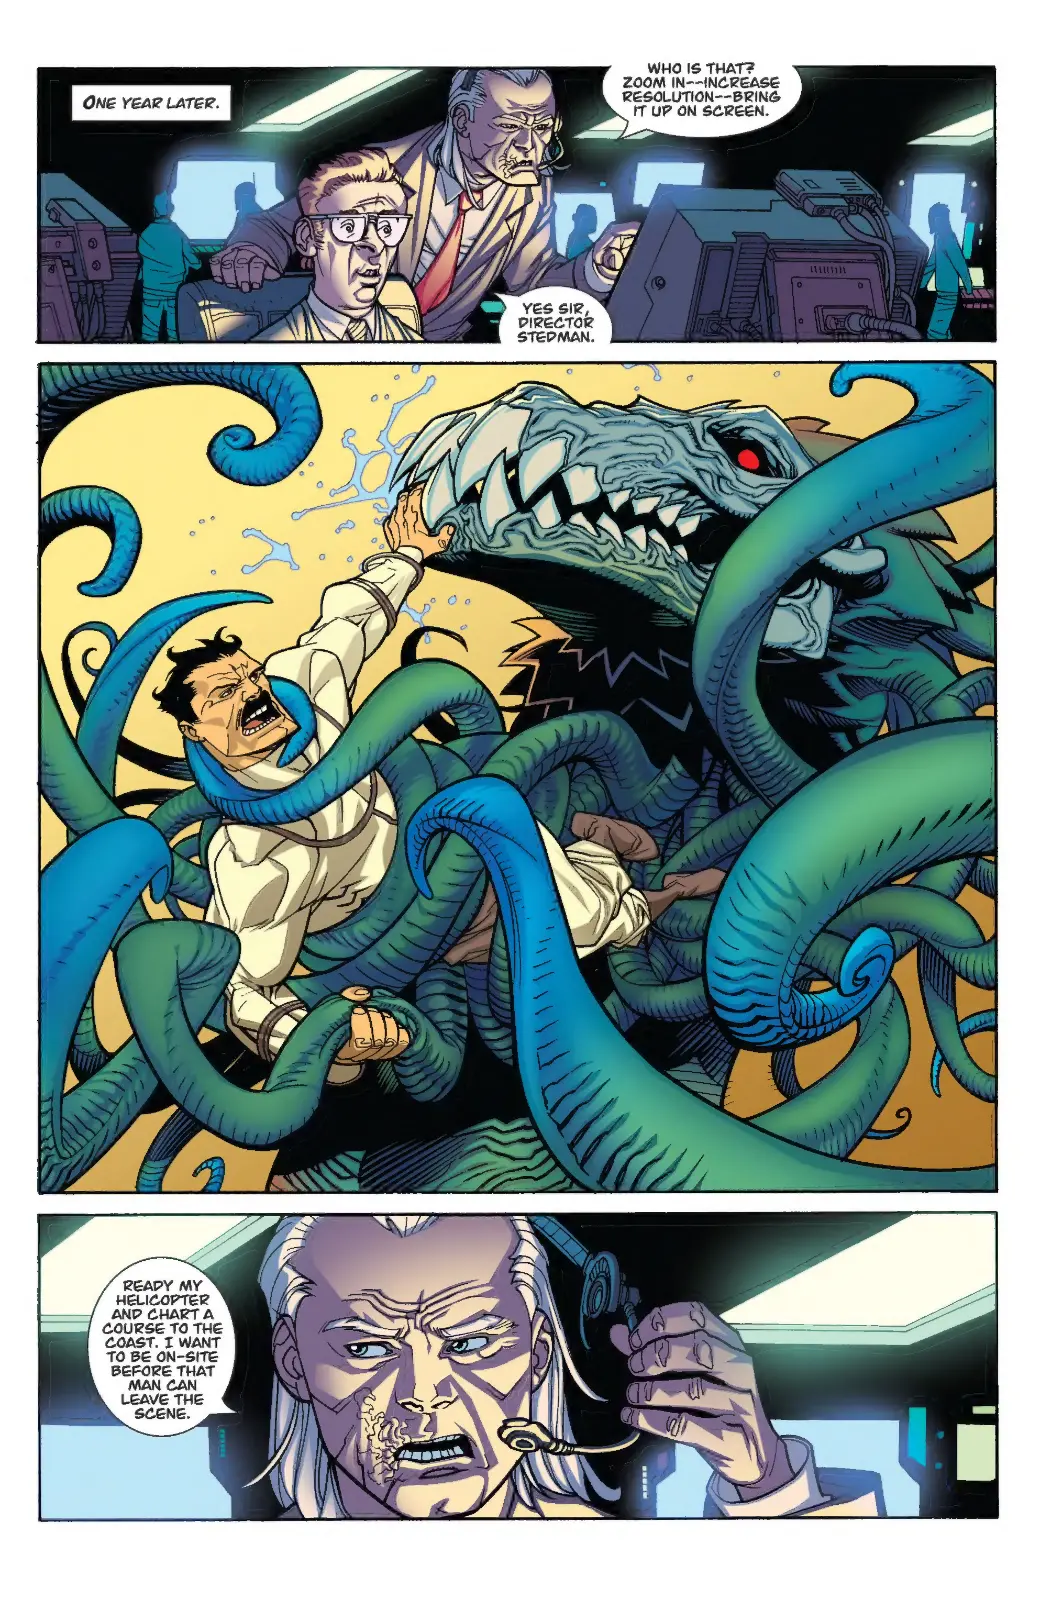 ONE YEAR LATER.
WHO IS THAT?
ZOOM IN--INCREASE
RESOLUTION--BRING
IT UP ON SCREEN.
YES SIR,
DIRECTOR
STEDMAN.
READY MY
HELICOPTER
AND CHART A
COURSE TO THE
COAST. I WANT
TO BE ON-SITE
BEFORE THAT
MAN CAN
LEAVE THE
SCENE.